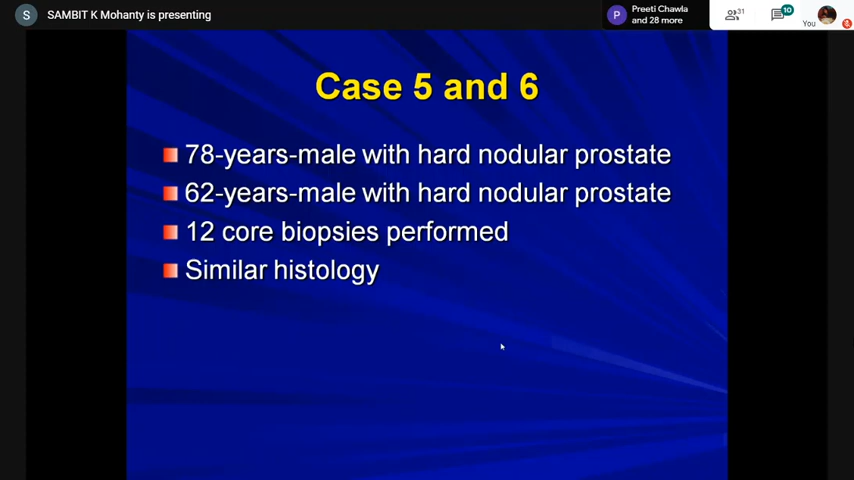 S SAMBIT K Mohanty is presenting
P Preeti Chawla
and 28 more
31
10
You
Case 5 and 6
78-years-male with hard nodular prostate
62-years-male with hard nodular prostate
12 core biopsies performed
Similar histology